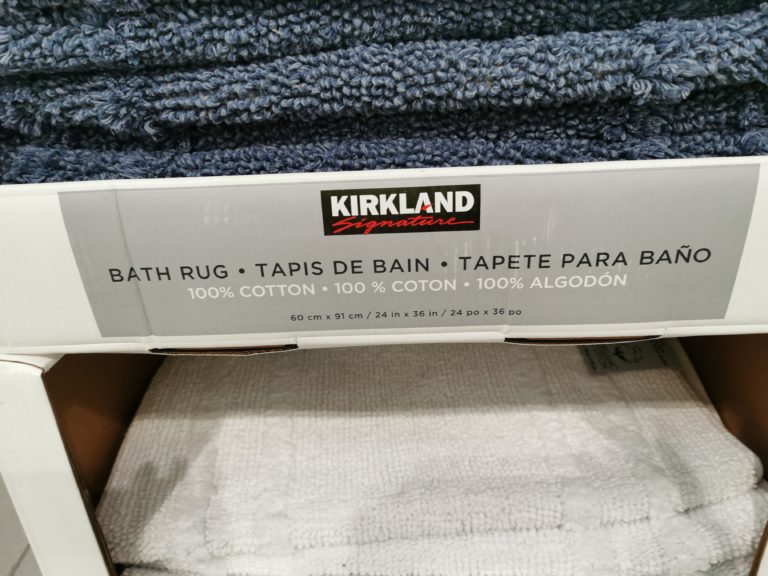 KIRKLAND
Signature
BATH RUG • TAPIS DE BAIN • TAPETE PARA BAÑO
100% COTTON • 100 % COTON • 100% ALGODÓN
60 cm x 91 cm / 24 in x 36 in / 24 po x 36 po